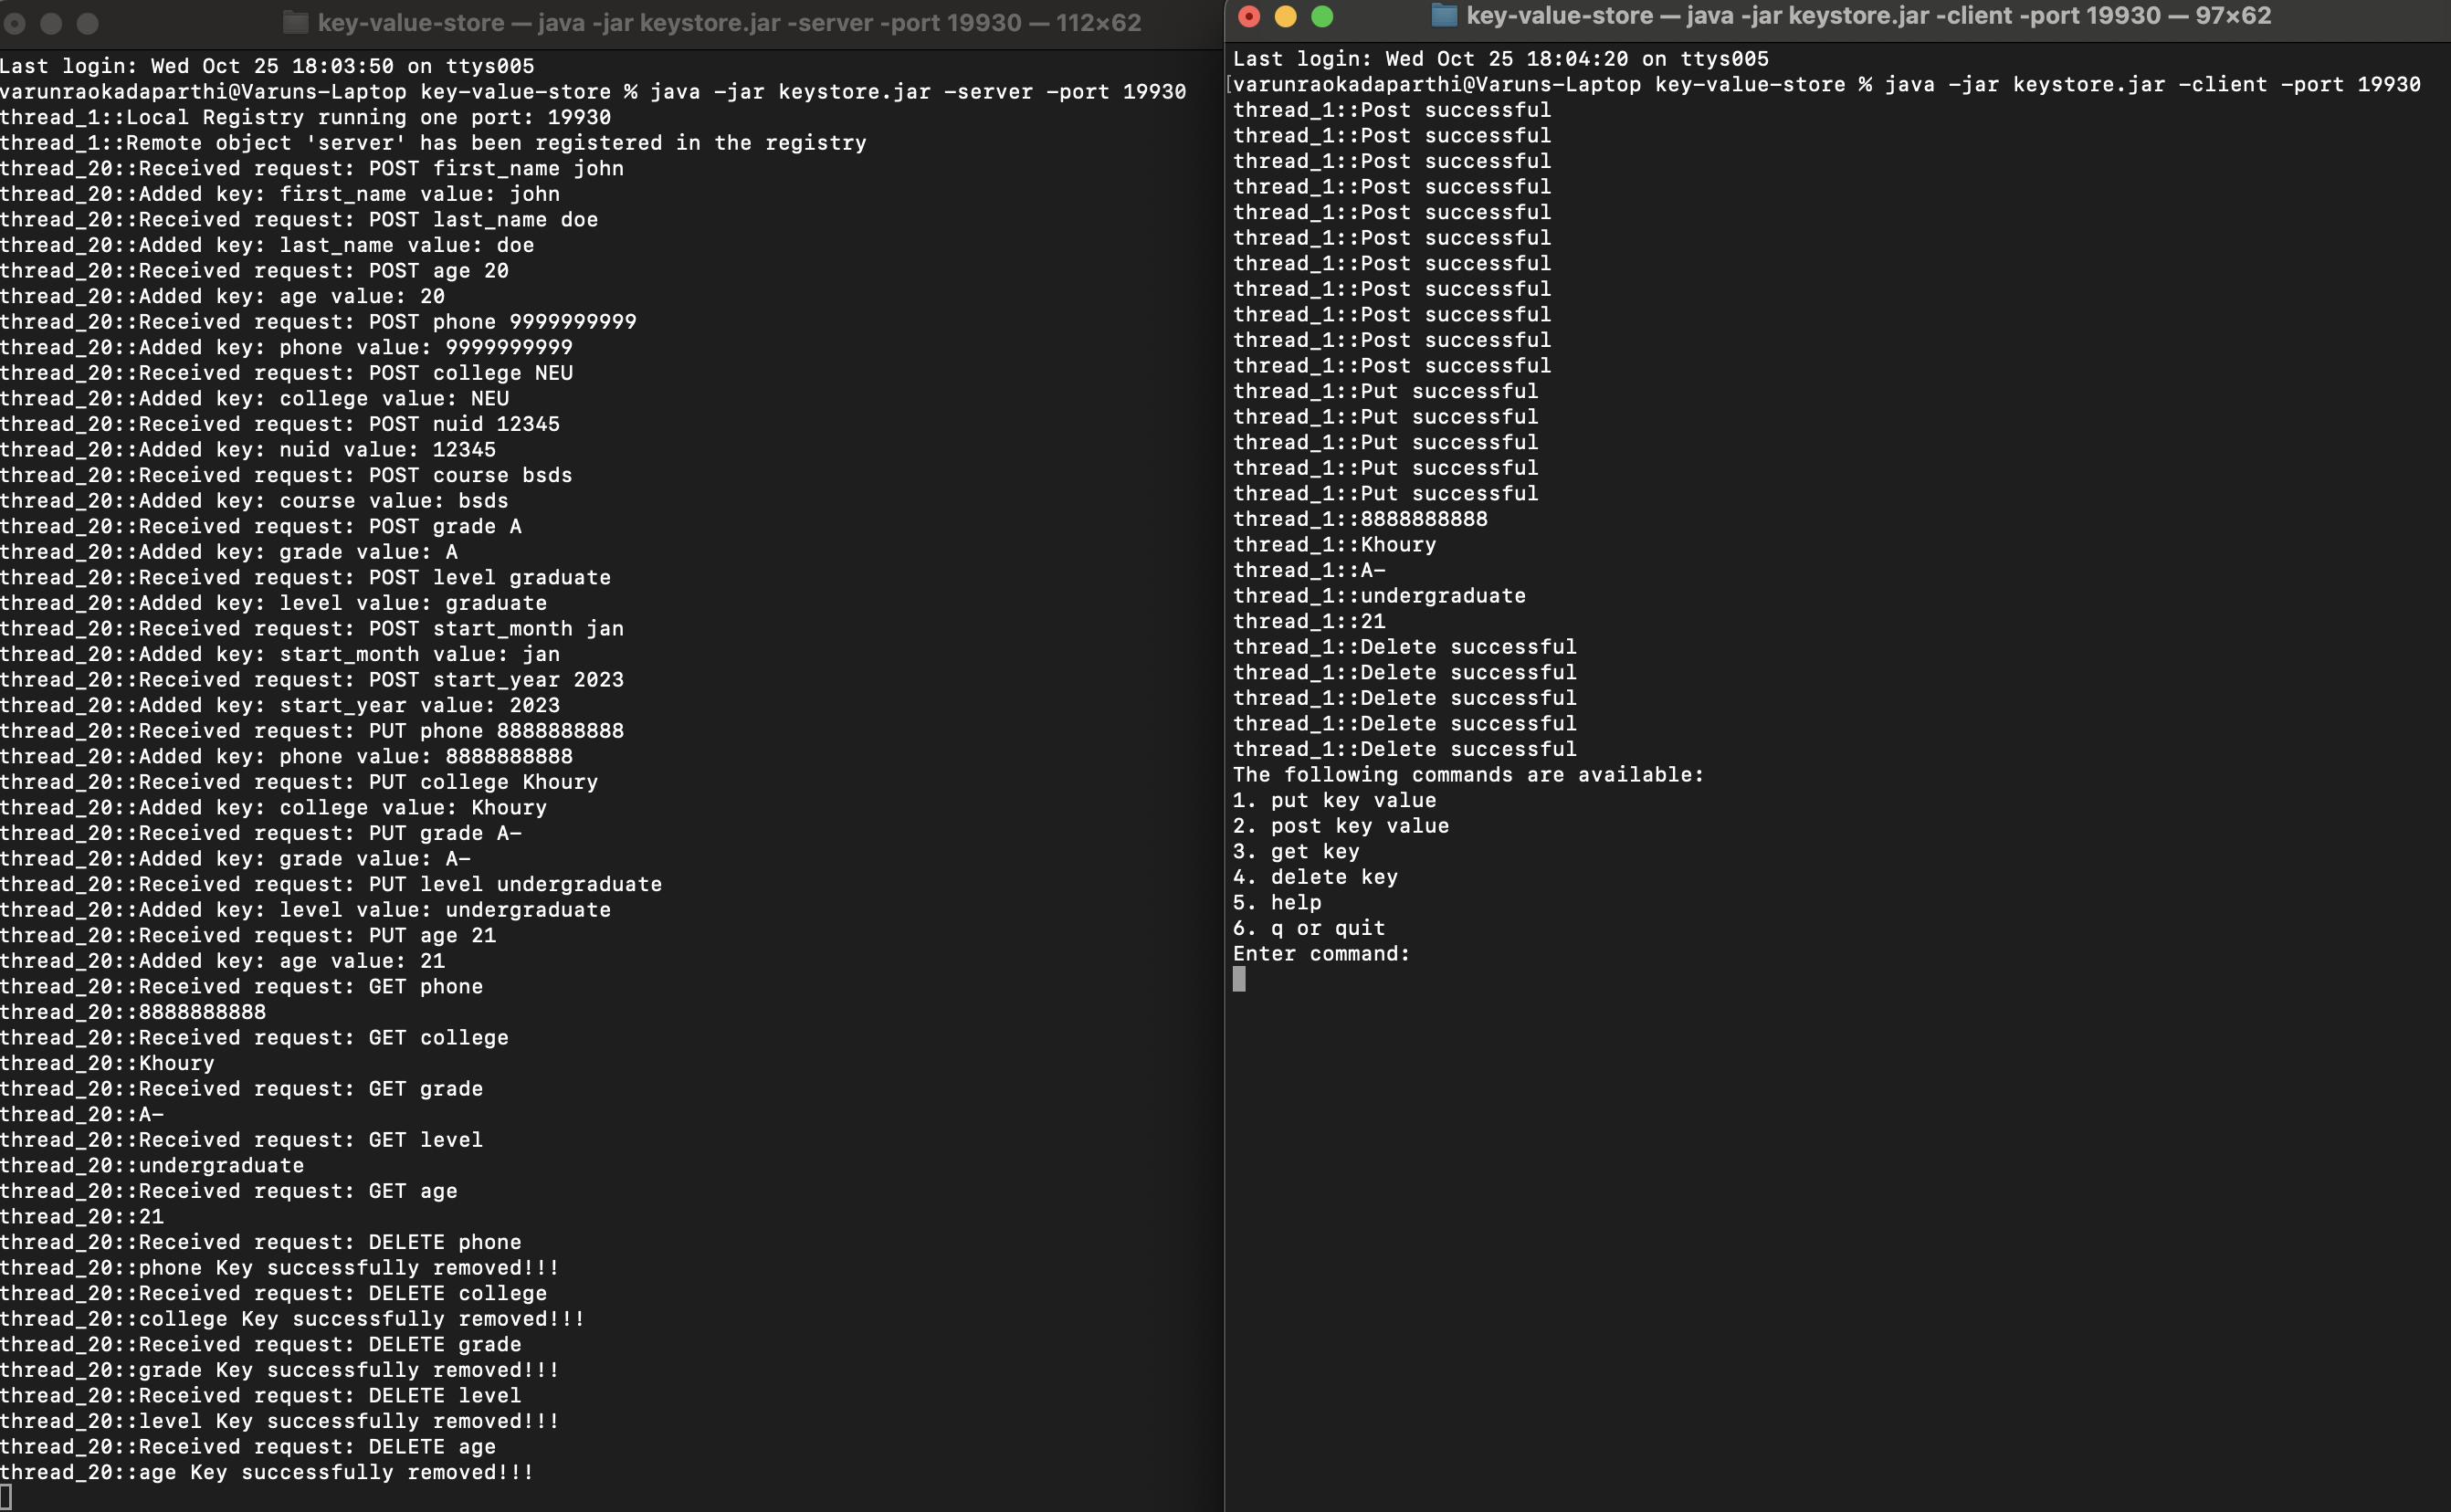 key-value-store — java -jar keystore.jar -server -port 19930 — 112×62
Last login: Wed Oct 25 18:03:50 on ttys005
varunraokadaparthi@Varuns-Laptop key-value-store % java -jar keystore.jar -server -port 19930
thread_1::Local Registry running one port: 19930
thread_1::Remote object 'server' has been registered in the registry
thread_20::Received request: POST first_name john
thread_20::Added key: first_name value: john
thread_20::Received request: POST last_name doe
thread_20::Added key: last_name value: doe
thread_20::Received request: POST age 20
thread_20::Added key: age value: 20
thread_20::Received request: POST phone 9999999999
thread_20::Added key: phone value: 9999999999
thread_20::Received request: POST college NEU
thread_20::Added key: college value: NEU
thread_20::Received request: POST nuid 12345
thread_20::Added key: nuid value: 12345
thread_20::Received request: POST course bsds
thread_20::Added key: course value: bsds
thread_20::Received request: POST grade A
thread_20::Added key: grade value: A
thread_20::Received request: POST level graduate
thread_20::Added key: level value: graduate
thread_20::Received request: POST start_month jan
thread_20::Added key: start_month value: jan
thread_20::Received request: POST start_year 2023
thread_20::Added key: start_year value: 2023
thread_20::Received request: PUT phone 8888888888
thread_20::Added key: phone value: 8888888888
thread_20::Received request: PUT college Khoury
thread_20::Added key: college value: Khoury
thread_20::Received request: PUT grade A-
thread_20::Added key: grade value: A-
thread_20::Received request: PUT level undergraduate
thread_20::Added key: level value: undergraduate
thread_20::Received request: PUT age 21
thread_20::Added key: age value: 21
thread_20::Received request: GET phone
thread_20::8888888888
thread_20::Received request: GET college
thread_20::Khoury
thread_20::Received request: GET grade
thread_20::A-
thread_20::Received request: GET level
thread_20::undergraduate
thread_20::Received request: GET age
thread_20::21
thread_20::Received request: DELETE phone
thread_20::phone Key successfully removed!!!
thread_20::Received request: DELETE college
thread_20::college Key successfully removed!!!
thread_20::Received request: DELETE grade
thread_20::grade Key successfully removed!!!
thread_20::Received request: DELETE level
thread_20::level Key successfully removed!!!
thread_20::Received request: DELETE age
thread_20::age Key successfully removed!!!
key-value-store — java -jar keystore.jar -client -port 19930 — 97×62
Last login: Wed Oct 25 18:04:20 on ttys005
[varunraokadaparthi@Varuns-Laptop key-value-store % java -jar keystore.jar -client -port 19930
thread_1::Post successful
thread_1::Post successful
thread_1::Post successful
thread_1::Post successful
thread_1::Post successful
thread_1::Post successful
thread_1::Post successful
thread_1::Post successful
thread_1::Post successful
thread_1::Post successful
thread_1::Post successful
thread_1::Put successful
thread_1::Put successful
thread_1::Put successful
thread_1::Put successful
thread_1::Put successful
thread_1::8888888888
thread_1::Khoury
thread_1::A-
thread_1::undergraduate
thread_1::21
thread_1::Delete successful
thread_1::Delete successful
thread_1::Delete successful
thread_1::Delete successful
thread_1::Delete successful
The following commands are available:
1. put key value
2. post key value
3. get key
4. delete key
5. help
6. q or quit
Enter command: